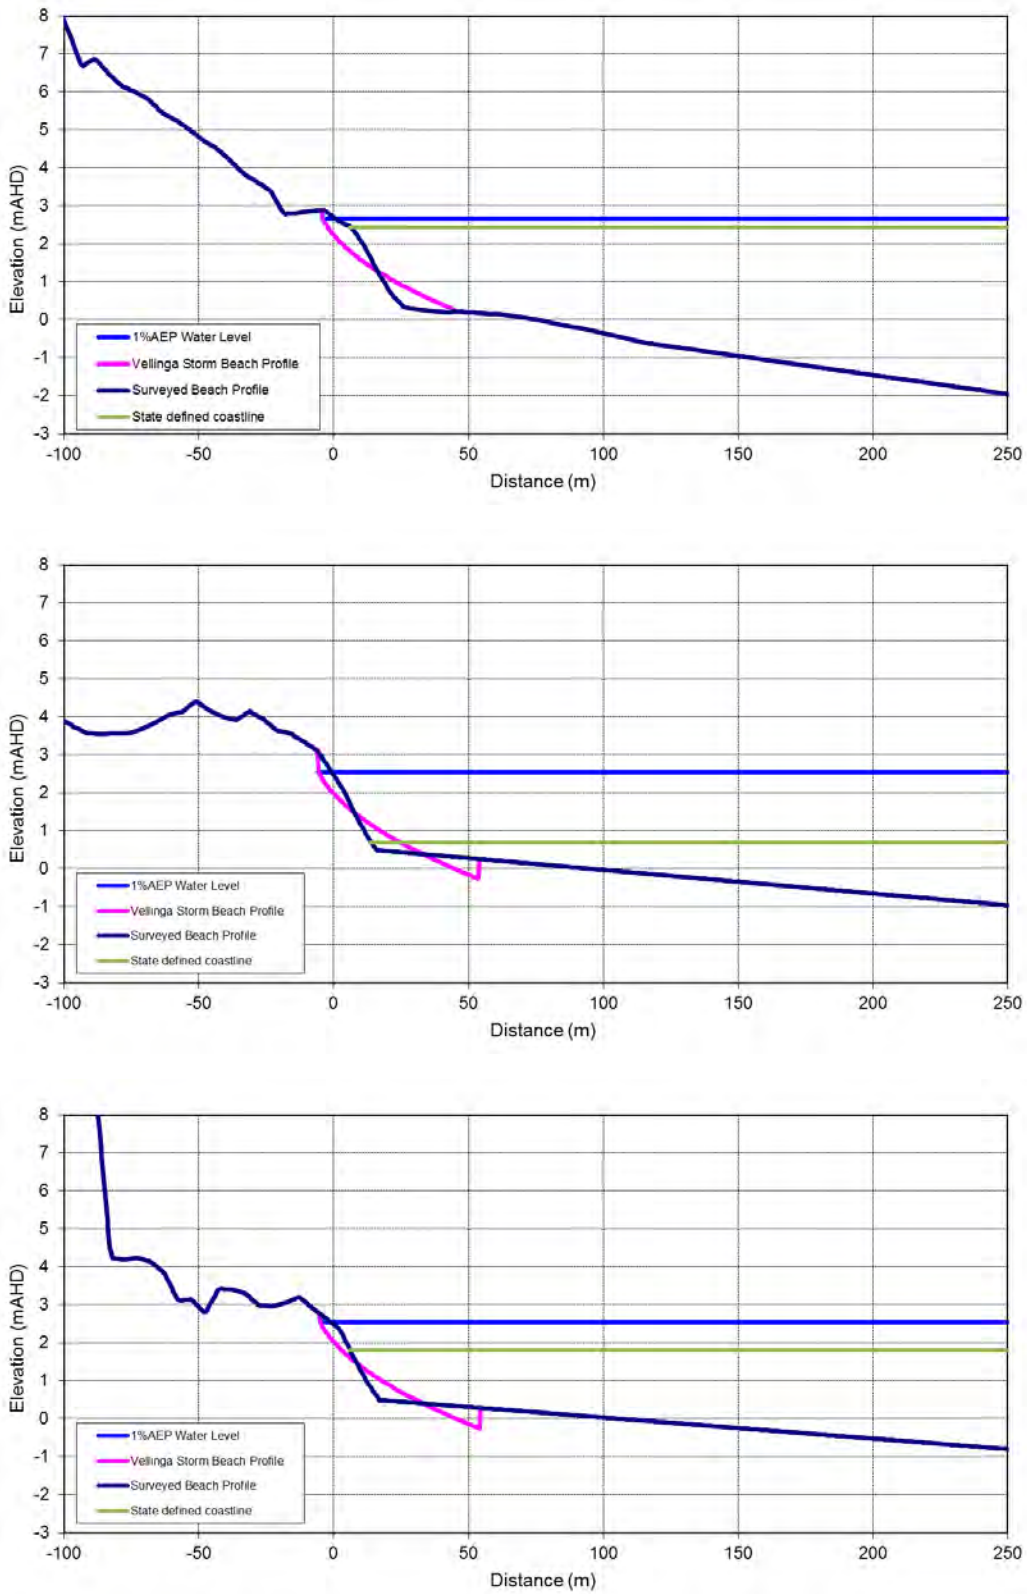 8
7
6
5
4
3
2
1
0
-1
-2
-3
Elevation (mAHD)
1%AEP Water Level
Vellinga Storm Beach Profile
Surveyed Beach Profile
State defined coastline
-100 -50 0 50 100 150 200 250
Distance (m)
8
7
6
5
4
3
2
1
0
-1
-2
-3
Elevation (mAHD)
1%AEP Water Level
Vellinga Storm Beach Profile
Surveyed Beach Profile
State defined coastline
-100 -50 0 50 100 150 200 250
Distance (m)
8
7
6
5
4
3
2
1
0
-1
-2
-3
Elevation (mAHD)
1%AEP Water Level
Vellinga Storm Beach Profile
Surveyed Beach Profile
State defined coastline
-100 -50 0 50 100 150 200 250
Distance (m)